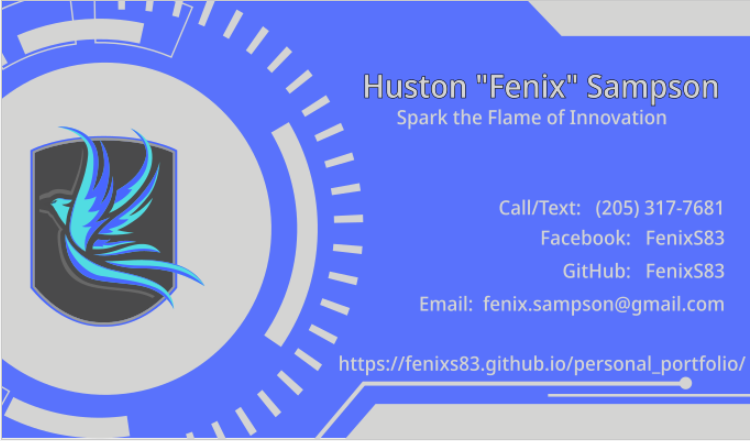 Huston "Fenix" Sampson
Spark the Flame of Innovation
Call/Text: (205) 317-7681
Facebook: FenixS83
GitHub: FenixS83
Email: fenix.sampson@gmail.com
https://fenixs83.github.io/personal_portfolio/